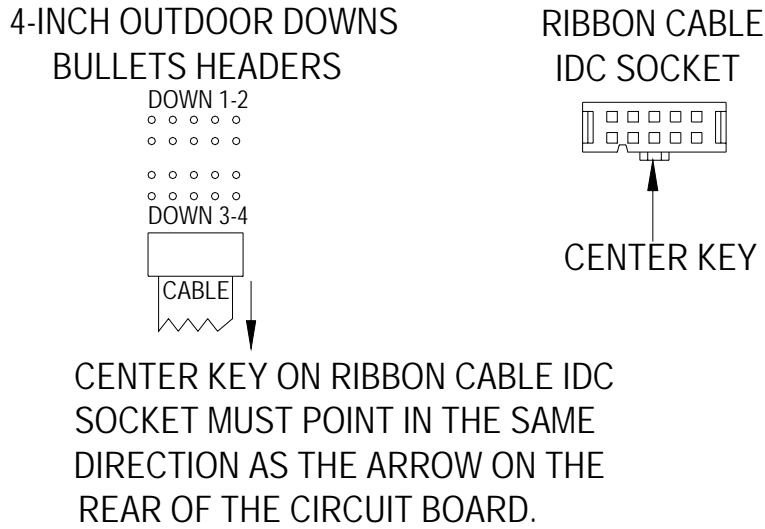 4-INCH OUTDOOR DOWNS
BULLETS HEADERS
DOWN 1-2
DOWN 3-4
CABLE
RIBBON CABLE
IDC SOCKET
CENTER KEY
CENTER KEY ON RIBBON CABLE IDC
SOCKET MUST POINT IN THE SAME
DIRECTION AS THE ARROW ON THE
REAR OF THE CIRCUIT BOARD.